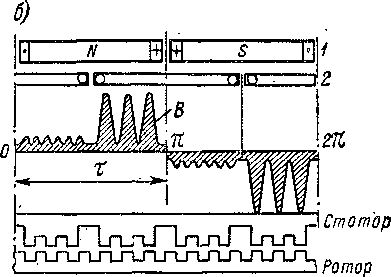 б)
N S 1
2
B
0 π 2π
τ
Статор
Ротор